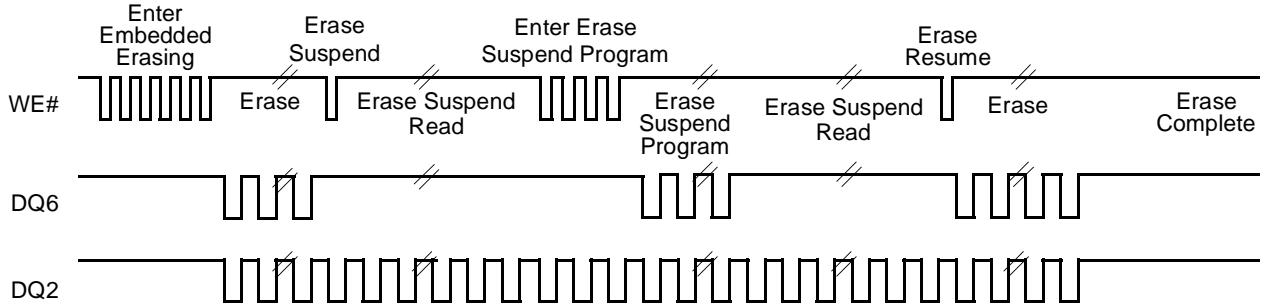 Enter
Embedded
Erasing
Erase
Suspend
Enter Erase
Suspend Program
Erase
Resume
WE#
Erase
Erase Suspend
Read
Erase
Suspend
Program
Erase Suspend
Read
Erase
Erase
Complete
DQ6
DQ2